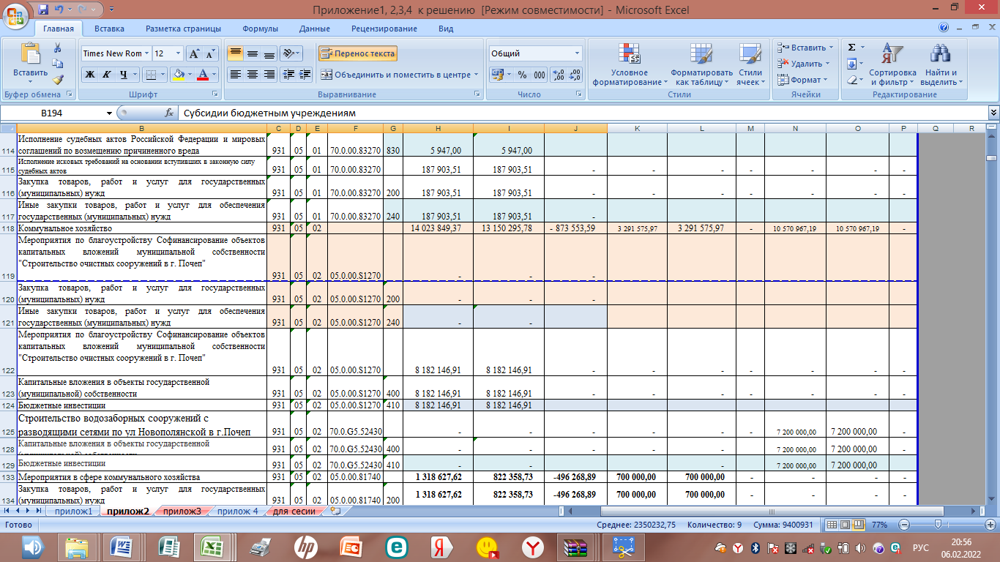 Приложение1, 2,3,4 к решению [Режим совместимости] - Microsoft Excel
Главная Вставка Разметка страницы Формулы Данные Рецензирование Вид
Вставить
Times New Rom 12
Ж К Ч
Перенос текста
Объединить и поместить в центре
Общий
% 000
Условное форматирование
Форматировать как таблицу
Стили ячеек
Вставить
Удалить
Формат
Σ
Сортировка и фильтр
Найти и выделить
Буфер обмена Шрифт Выравнивание Число Стили Ячейки Редактирование
B194 fx Субсидии бюджетным учреждениям
B C D E F G H I J K L M N O P Q R
Исполнение судебных актов Российской Федерации и мировых
114 соглашений по возмещению причиненного вреда 931 05 01 70.0.00.83270 830 5 947,00 5 947,00
Исполнение исковых требований на основании вступивших в законную силу
115 судебных актов 931 05 01 70.0.00.83270 187 903,51 187 903,51 - - - - - - -
Закупка товаров, работ и услуг для государственных
116 (муниципальных) нужд 931 05 01 70.0.00.83270 200 187 903,51 187 903,51 - - - - - - -
Иные закупки товаров, работ и услуг для обеспечения
117 государственных (муниципальных) нужд 931 05 01 70.0.00.83270 240 187 903,51 187 903,51 -
118 Коммунальное хозяйство 931 05 02 14 023 849,37 13 150 295,78 - 873 553,59 3 291 575,97 3 291 575,97 - 10 570 967,19 10 570 967,19 -
Мероприятия по благоустройству Софинансирование объектов
капитальных вложений муниципальной собственности
"Строительство очистных сооружений в г. Почеп"
119 931 05 02 05.0.00.S1270 - - -
Закупка товаров, работ и услуг для государственных
120 (муниципальных) нужд 931 05 02 05.0.00.S1270 200 - - -
Иные закупки товаров, работ и услуг для обеспечения
121 государственных (муниципальных) нужд 931 05 02 05.0.00.S1270 240 - -
Мероприятия по благоустройству Софинансирование объектов
капитальных вложений муниципальной собственности
"Строительство очистных сооружений в г. Почеп"
122 931 05 02 05.0.00.S1270 8 182 146,91 8 182 146,91 - - - - - - -
Капитальные вложения в объекты государственной
123 (муниципальной) собственности 931 05 02 05.0.00.S1270 400 8 182 146,91 8 182 146,91 - - - - - - -
124 Бюджетные инвестиции 931 05 02 05.0.00.S1270 410 8 182 146,91 8 182 146,91
Строительство водозаборных сооружений с
125 разводящими сетями по ул Новополянской в г.Почеп 931 05 02 70.0.G5.52430 - - - - - - 7 200 000,00 7 200 000,00 -
Капитальные вложения в объекты государственной
128 931 05 02 70.0.G5.52430 400 - - - - 7 200 000,00 7 200 000,00 -
129 Бюджетные инвестиции 931 05 02 70.0.G5.52430 410 - - - 7 200 000,00 7 200 000,00
133 Мероприятия в сфере коммунального хозяйства 931 05 02 05.0.00.81740 1 318 627,62 822 358,73 -496 268,89 700 000,00 700 000,00 - - - -
Закупка товаров, работ и услуг для государственных
134 (муниципальных) нужд 931 05 02 05.0.00.81740 200 1 318 627,62 822 358,73 -496 268,89 700 000,00 700 000,00 - - - -
прилож1 прилож2 прилож3 прилож 4 для сесии
Готово Среднее: 2350232,75 Количество: 9 Сумма: 9400931 77%
РУС 20:56
06.02.2022